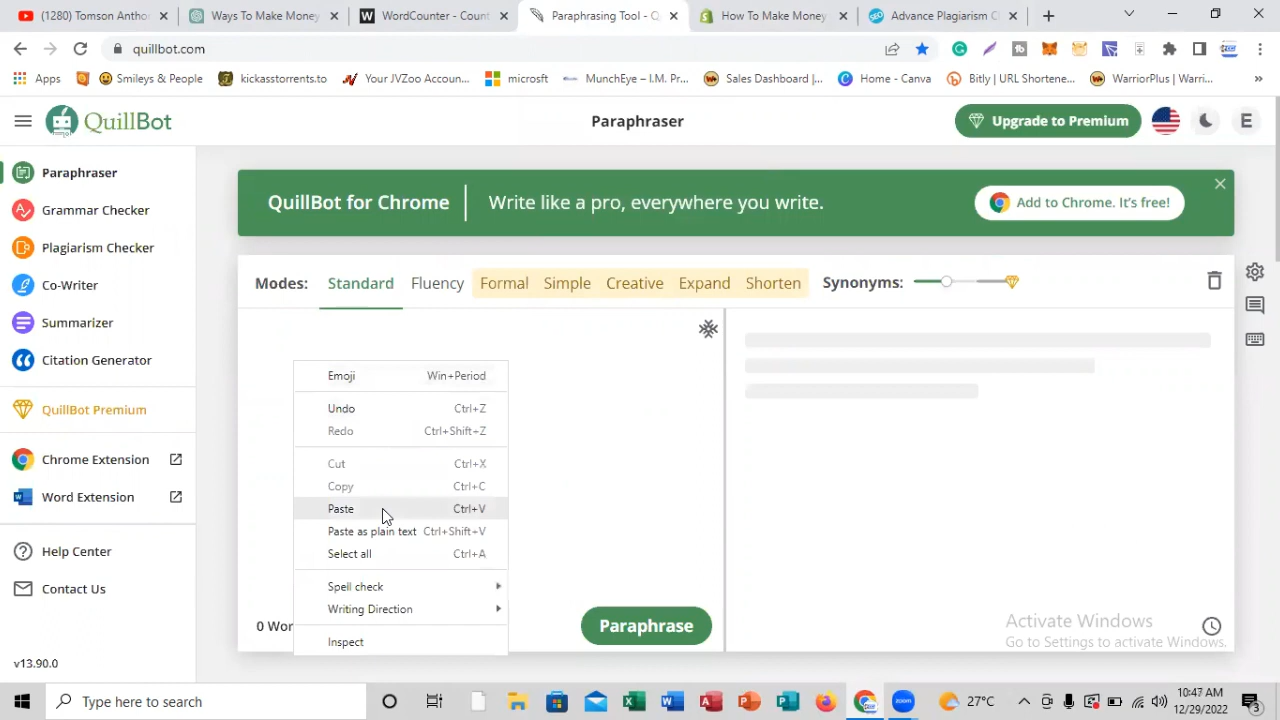 (1280) Tomson Anthor
Ways To Make Money
WordCounter - Count
Paraphrasing Tool - Q
How To Make Money
Advance Plagiarism C
quillbot.com
Apps
Smileys & People
kickasstorrents.to
Your JVZoo Accoun...
microsft
MunchEye – I.M. Pr...
Sales Dashboard |...
Home - Canva
Bitly | URL Shortene...
WarriorPlus | Warri...
»
QuillBot
Paraphraser
Upgrade to Premium
E
Paraphraser
Grammar Checker
Plagiarism Checker
Co-Writer
Summarizer
Citation Generator
QuillBot Premium
Chrome Extension
Word Extension
Help Center
Contact Us
v13.90.0
QuillBot for Chrome
Write like a pro, everywhere you write.
Add to Chrome. It's free!
Modes: Standard Fluency Formal Simple Creative Expand Shorten Synonyms:
Emoji Win+Period
Undo Ctrl+Z
Redo Ctrl+Shift+Z
Cut Ctrl+X
Copy Ctrl+C
Paste Ctrl+V
Paste as plain text Ctrl+Shift+V
Select all Ctrl+A
Spell check
Writing Direction
Inspect
0 Wor
Paraphrase
Activate Windows
Go to Settings to activate Windows.
Type here to search
zoom
27°C
10:47 AM
12/29/2022
3